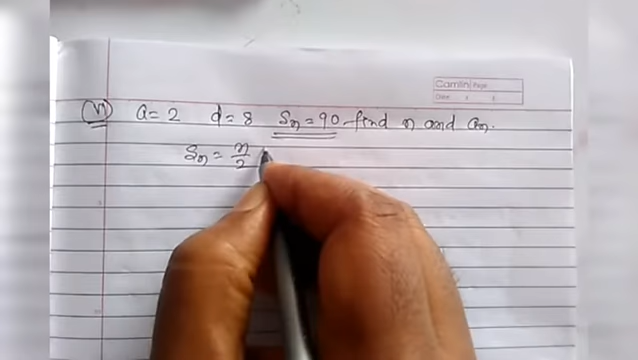 Camlin Page
Date
(vi) a = 2 d = 8 Sn = 90 find n and an.
Sn = n/2